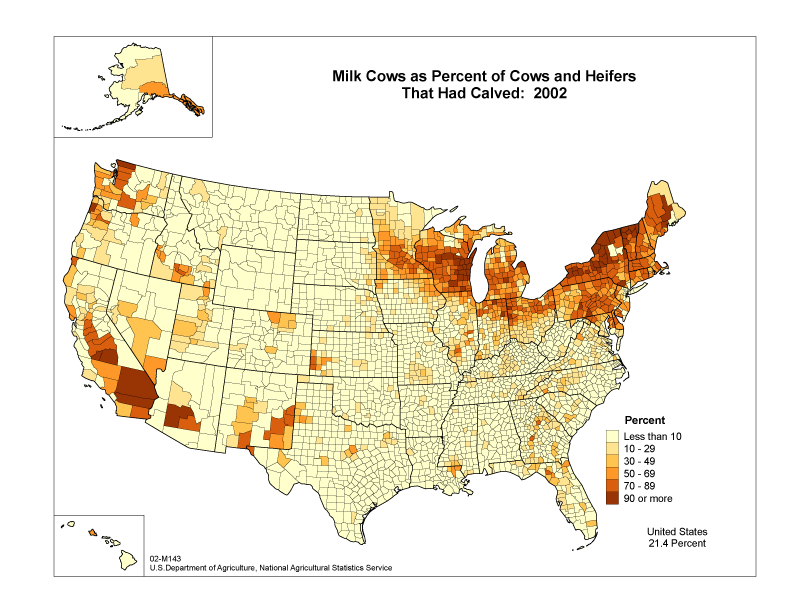 Milk Cows as Percent of Cows and Heifers
That Had Calved:  2002
Percent
Less than 10
10 - 29
30 - 49
50 - 69
70 - 89
90 or more
United States
21.4 Percent
02-M143
U.S.Department of Agriculture, National Agricultural Statistics Service